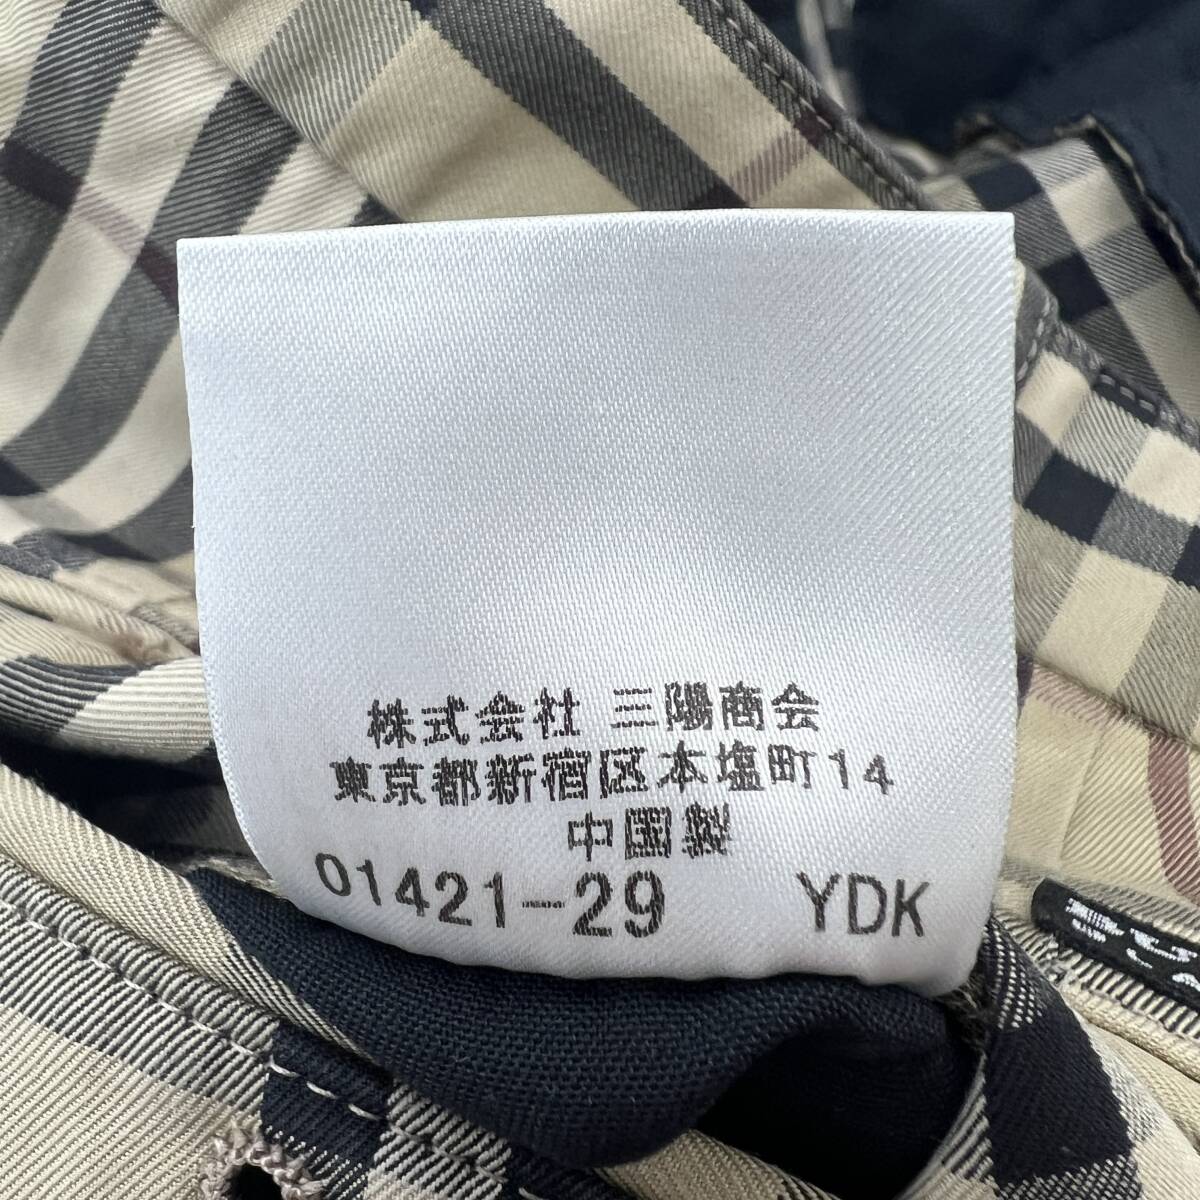 株式会社 三陽商会
東京都新宿区本塩町14
中国製
01421-29 YDK